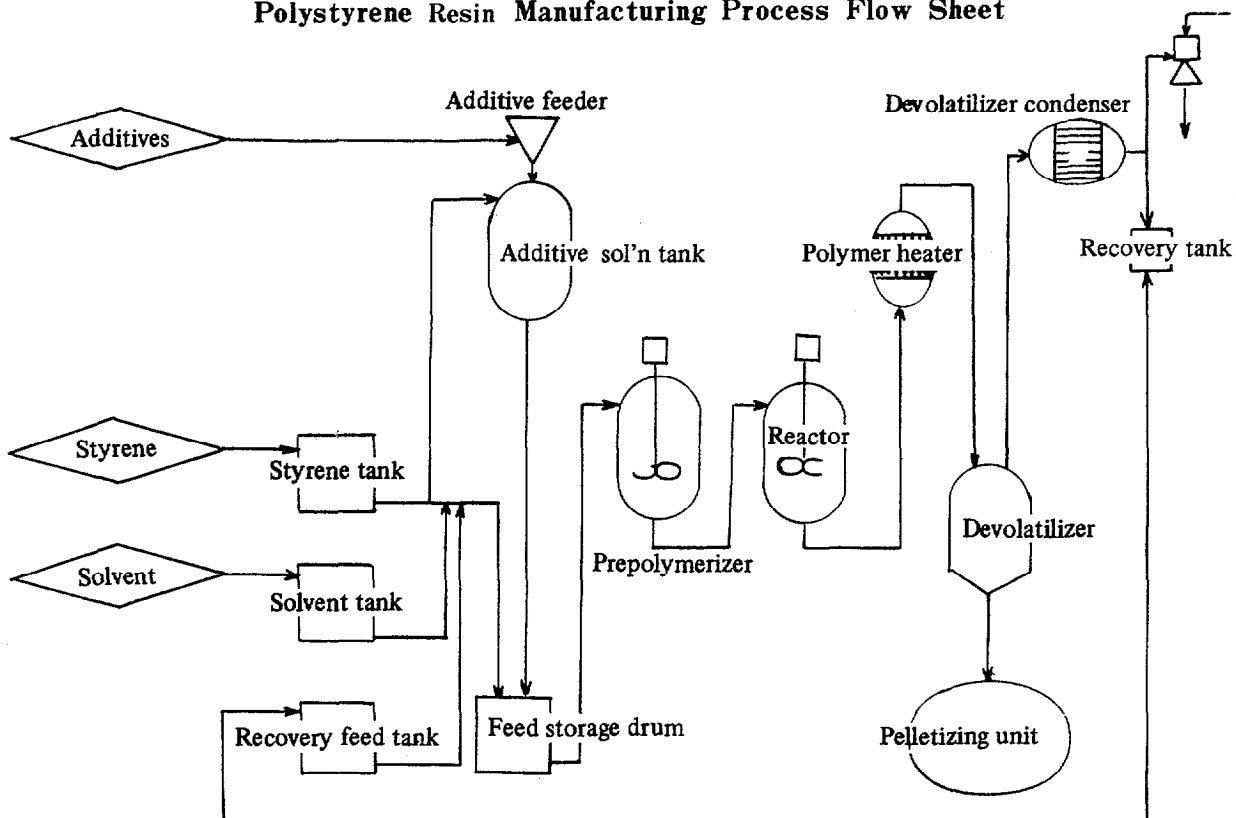 Polystyrene Resin Manufacturing Process Flow Sheet
Additive feeder
Devolatilizer condenser
Additives
Additive sol'n tank
Polymer heater
Recovery tank
Styrene
Styrene tank
Reactor
Devolatilizer
Prepolymerizer
Solvent
Solvent tank
Recovery feed tank
Feed storage drum
Pelletizing unit